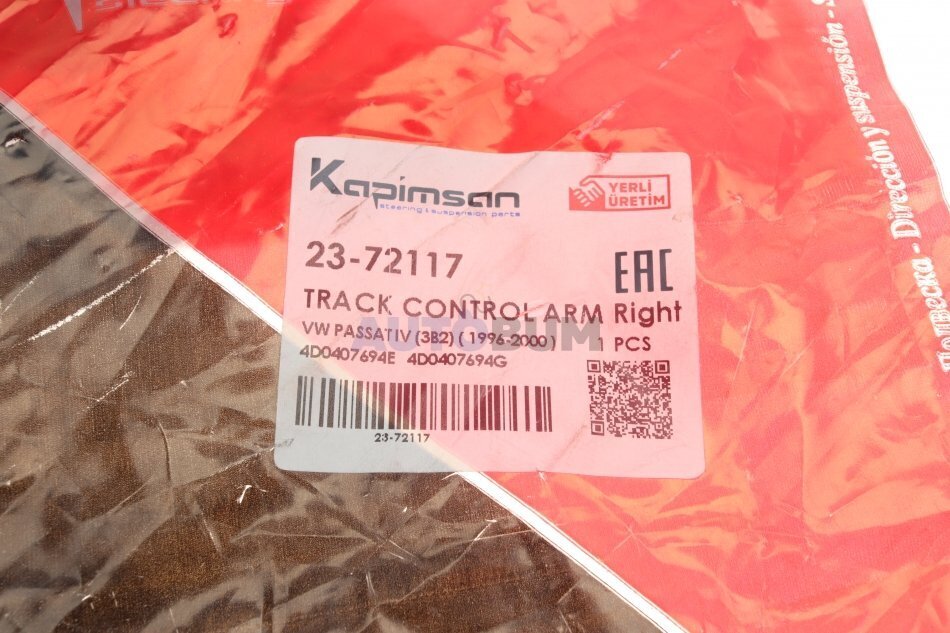 Kapimsan
steering & suspension parts
YERLİ
ÜRETİM
23-72117
EAC
TRACK CONTROL ARM Right
AUTOBUM
VW PASSAT IV (3B2) ( 1996-2000 ) 1 PCS
4D0407694E 4D0407694G
23-72117
Подвеска - Dirección y suspensión -